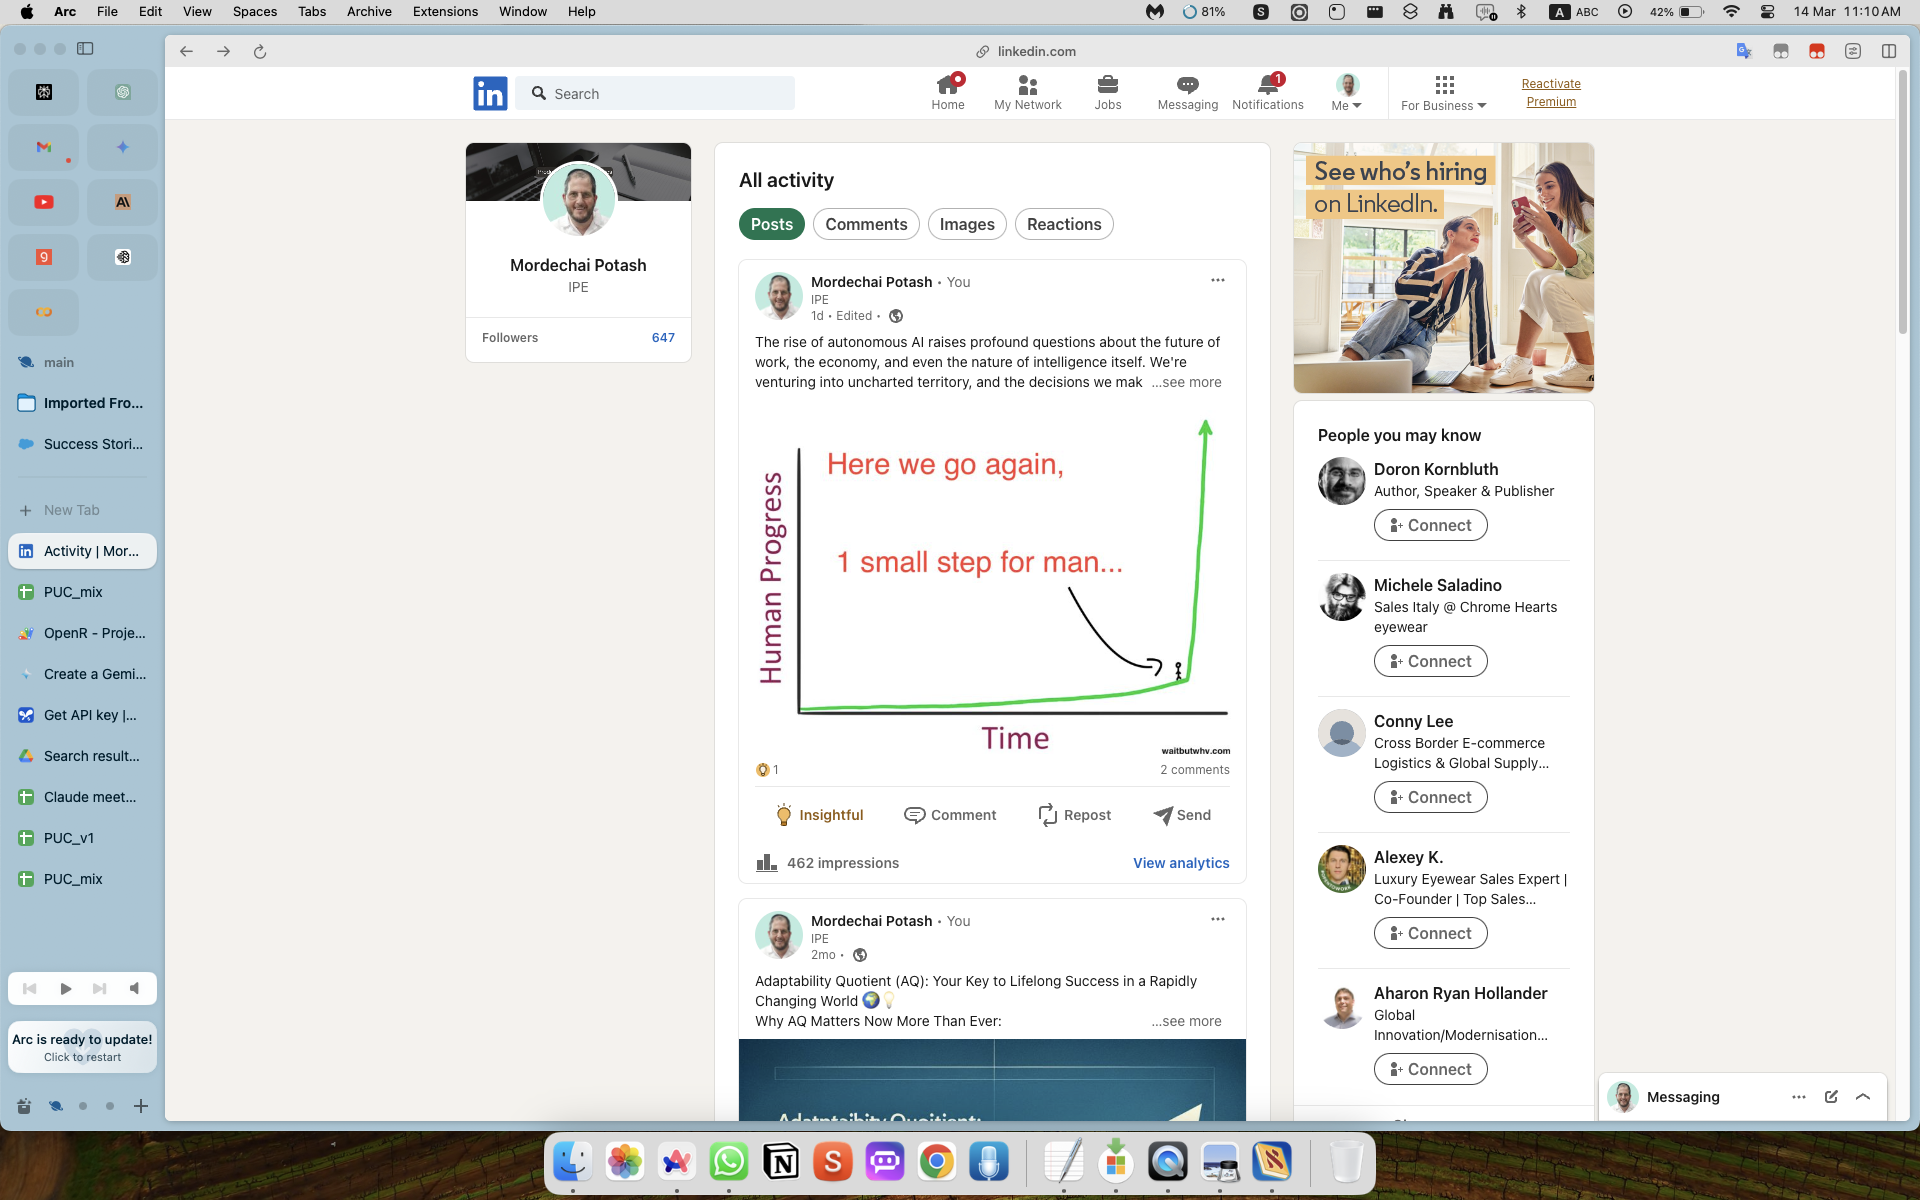 Arc File Edit View Spaces Tabs Archive Extensions Window Help
81% A ABC 42% 14 Mar 11:10 AM
linkedin.com
main
Imported Fro...
Success Stori...
New Tab
Activity | Mor...
PUC_mix
OpenR - Proje...
Create a Gemi...
Get API key |...
Search result...
Claude meet...
PUC_v1
PUC_mix
Arc is ready to update!
Click to restart
in Search
Home
My Network
Jobs
Messaging
1
Notifications
Me
For Business
Reactivate
Premium
Mordechai Potash
IPE
Followers 647
All activity
Posts Comments Images Reactions
Mordechai Potash • You
IPE
1d • Edited •
The rise of autonomous AI raises profound questions about the future of
work, the economy, and even the nature of intelligence itself. We're
venturing into uncharted territory, and the decisions we mak ...see more
Here we go again,
1 small step for man...
Human Progress
Time
waitbutwhy.com
1 2 comments
Insightful Comment Repost Send
462 impressions View analytics
Mordechai Potash • You
IPE
2mo •
Adaptability Quotient (AQ): Your Key to Lifelong Success in a Rapidly
Changing World 🌍💡
Why AQ Matters Now More Than Ever: ...see more
See who's hiring
on LinkedIn.
People you may know
Doron Kornbluth
Author, Speaker & Publisher
Connect
Michele Saladino
Sales Italy @ Chrome Hearts
eyewear
Connect
Conny Lee
Cross Border E-commerce
Logistics & Global Supply...
Connect
Alexey K.
Luxury Eyewear Sales Expert |
Co-Founder | Top Sales...
Connect
Aharon Ryan Hollander
Global
Innovation/Modernisation...
Connect
Messaging